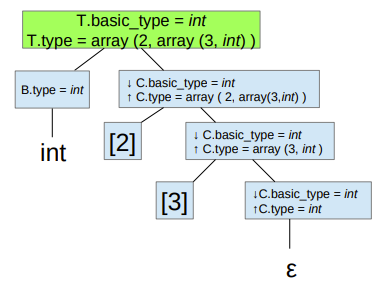 T.basic_type = int
T.type = array (2, array (3, int) )
B.type = int
↓ C.basic_type = int
↑ C.type = array ( 2, array(3,int) )
int
[2]
↓ C.basic_type = int
↑ C.type = array (3, int )
[3]
↓C.basic_type = int
↑C.type = int
ε